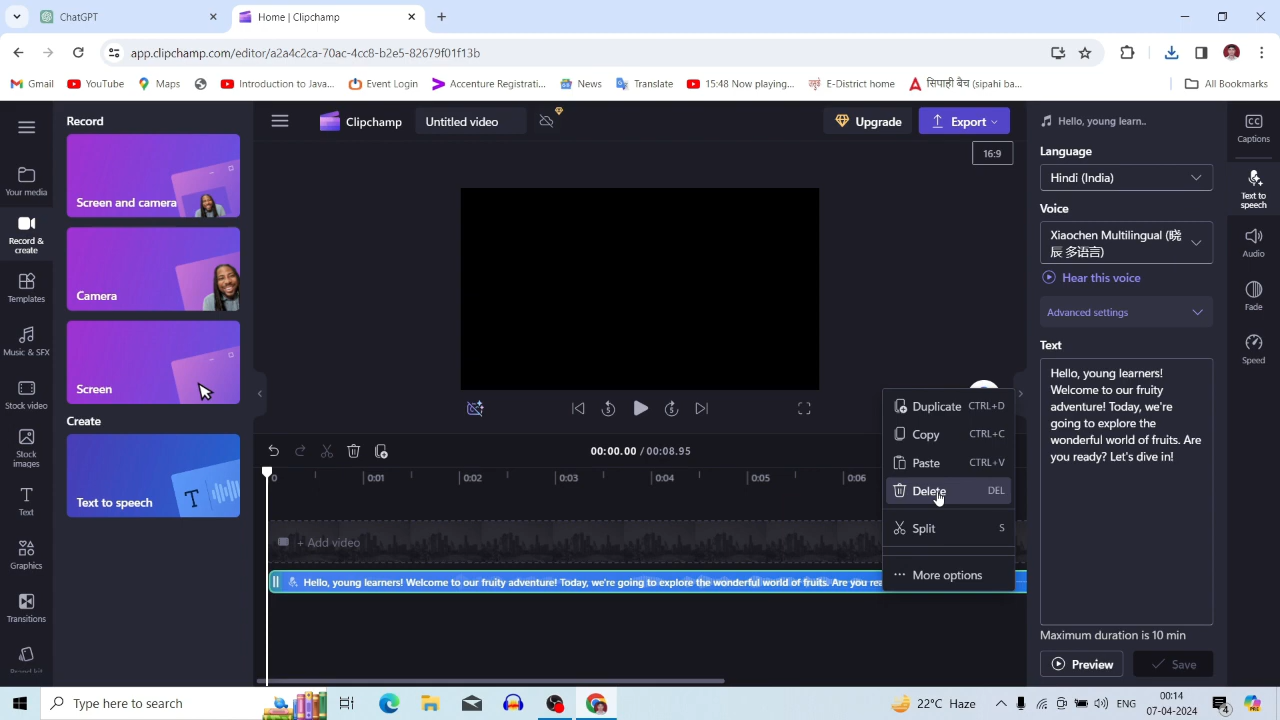 ChatGPT
Home | Clipchamp
app.clipchamp.com/editor/a2a4c2ca-70ac-4cc8-b2e5-82679f01f13b
Gmail
YouTube
Maps
Introduction to Java...
Event Login
Accenture Registrati...
News
Translate
15:48 Now playing...
E-District home
सिपाही बैच (sipahi ba...
All Bookmarks
Your media
Record &
create
Templates
Music & SFX
Stock video
Stock
images
Text
Graphics
Transitions
Record
Screen and camera
Camera
Screen
Create
Text to speech
T
Clipchamp
Untitled video
Upgrade
Export
16:9
5
5
00:00.00 / 00:08.95
0
0:01
0:02
0:03
0:04
0:05
0:06
+ Add video
Hello, young learners! Welcome to our fruity adventure! Today, we're going to explore the wonderful world of fruits. Are you rea
Duplicate CTRL+D
Copy CTRL+C
Paste CTRL+V
Delete DEL
Split S
More options
Hello, young learn..
Language
Hindi (India)
Voice
Xiaochen Multilingual (晓
辰 多语言)
Hear this voice
Advanced settings
Text
Hello, young learners!
Welcome to our fruity
adventure! Today, we're
going to explore the
wonderful world of fruits. Are
you ready? Let's dive in!
Maximum duration is 10 min
Preview
Save
CC
Captions
Text to
speech
Audio
Fade
Speed
Type here to search
22°C Haze
ENG
00:14
07-04-2024
4